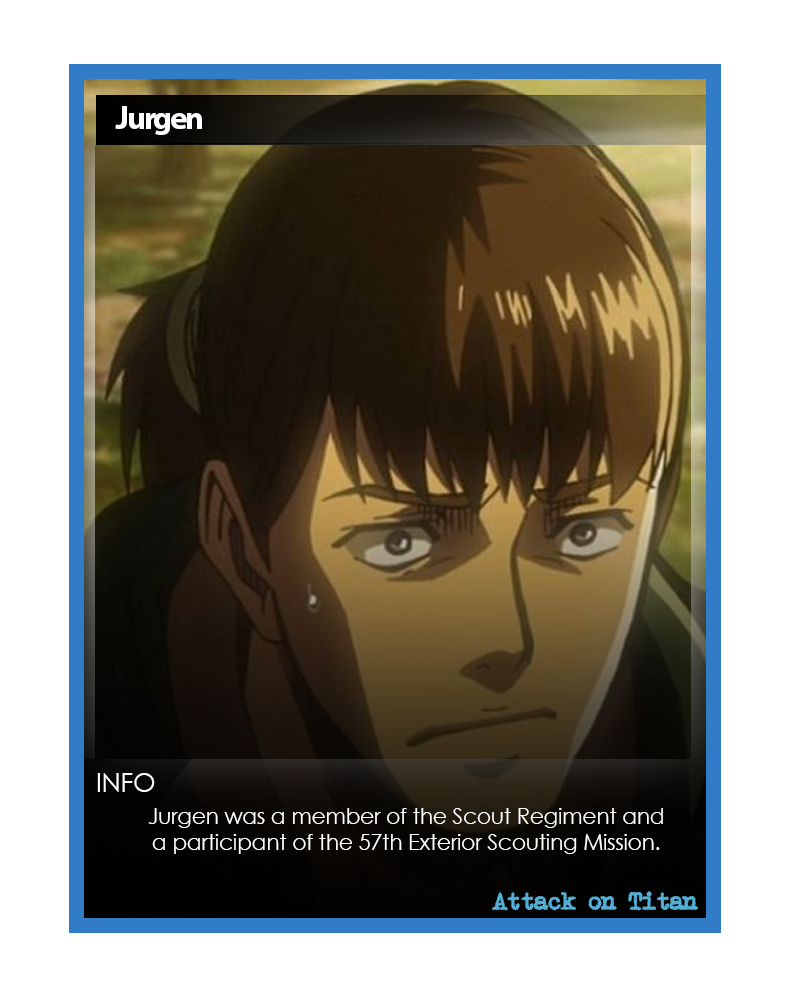 Jurgen
INFO
Jurgen was a member of the Scout Regiment and
a participant of the 57th Exterior Scouting Mission.
Attack on Titan